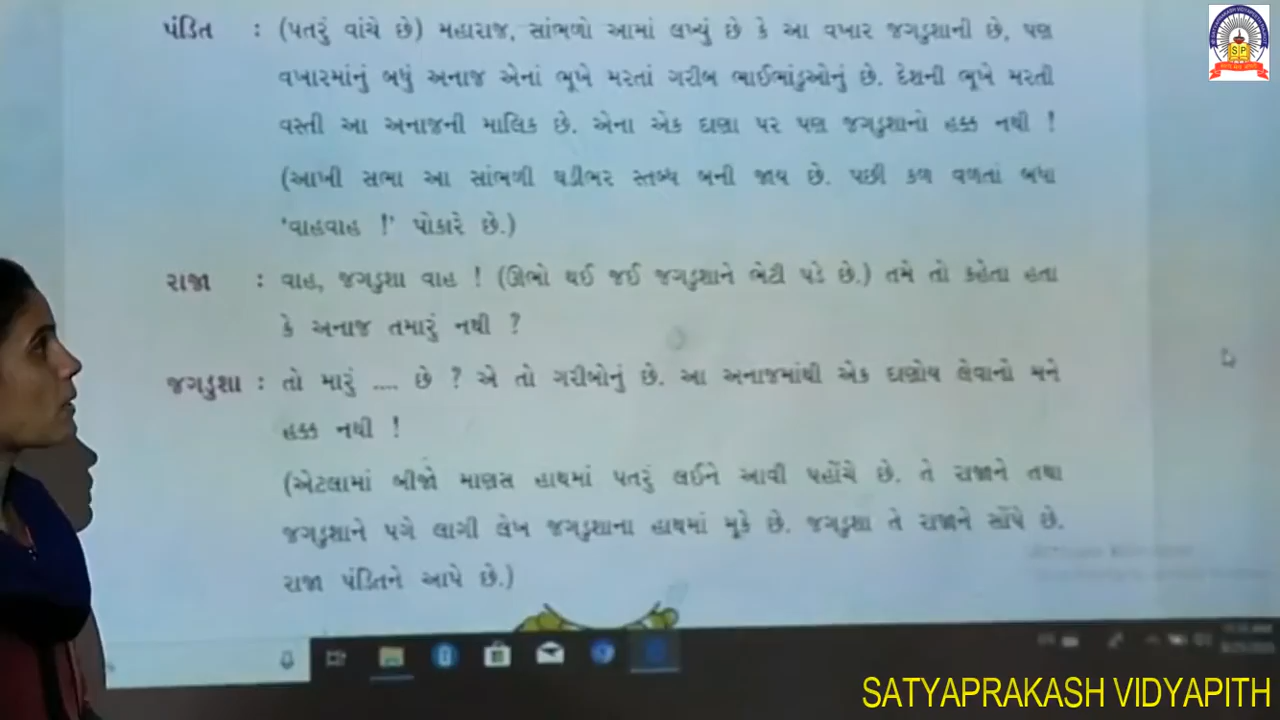 પંડિત : (પતરું વાંચે છે) મહારાજ, સાંભળો આમાં લખ્યું છે કે આ વખાર જગડુશાની છે, પણ
વખારમાંનું બધું અનાજ એનાં ભૂખે મરતાં ગરીબ ભાઈભાંડુઓનું છે. દેશની ભૂખે મરતી
વસ્તી આ અનાજની માલિક છે. એના એક દાણા પર પણ જગડુશાનો હક્ક નથી !
(આખી સભા આ સાંભળી ઘડીભર સ્તબ્ધ બની જાય છે. પછી કળ વળતાં બધા
'વાહવાહ !' પોકારે છે.)
રાજા : વાહ, જગડુશા વાહ ! (ઊભો થઈ જઈ જગડુશાને ભેટી પડે છે.) તમે તો કહેતા હતા
કે અનાજ તમારું નથી ?
જગડુશા : તો મારું .... છે ? એ તો ગરીબોનું છે. આ અનાજમાંથી એક દાણોય લેવાનો મને
હક્ક નથી !
(એટલામાં બીજો માણસ હાથમાં પતરું લઈને આવી પહોંચે છે. તે રાજાને તથા
જગડુશાને પગે લાગી લેખ જગડુશાના હાથમાં મૂકે છે. જગડુશા તે રાજાને સોંપે છે.
રાજા પંડિતને આપે છે.)
SATYAPRAKASH VIDYAPITH